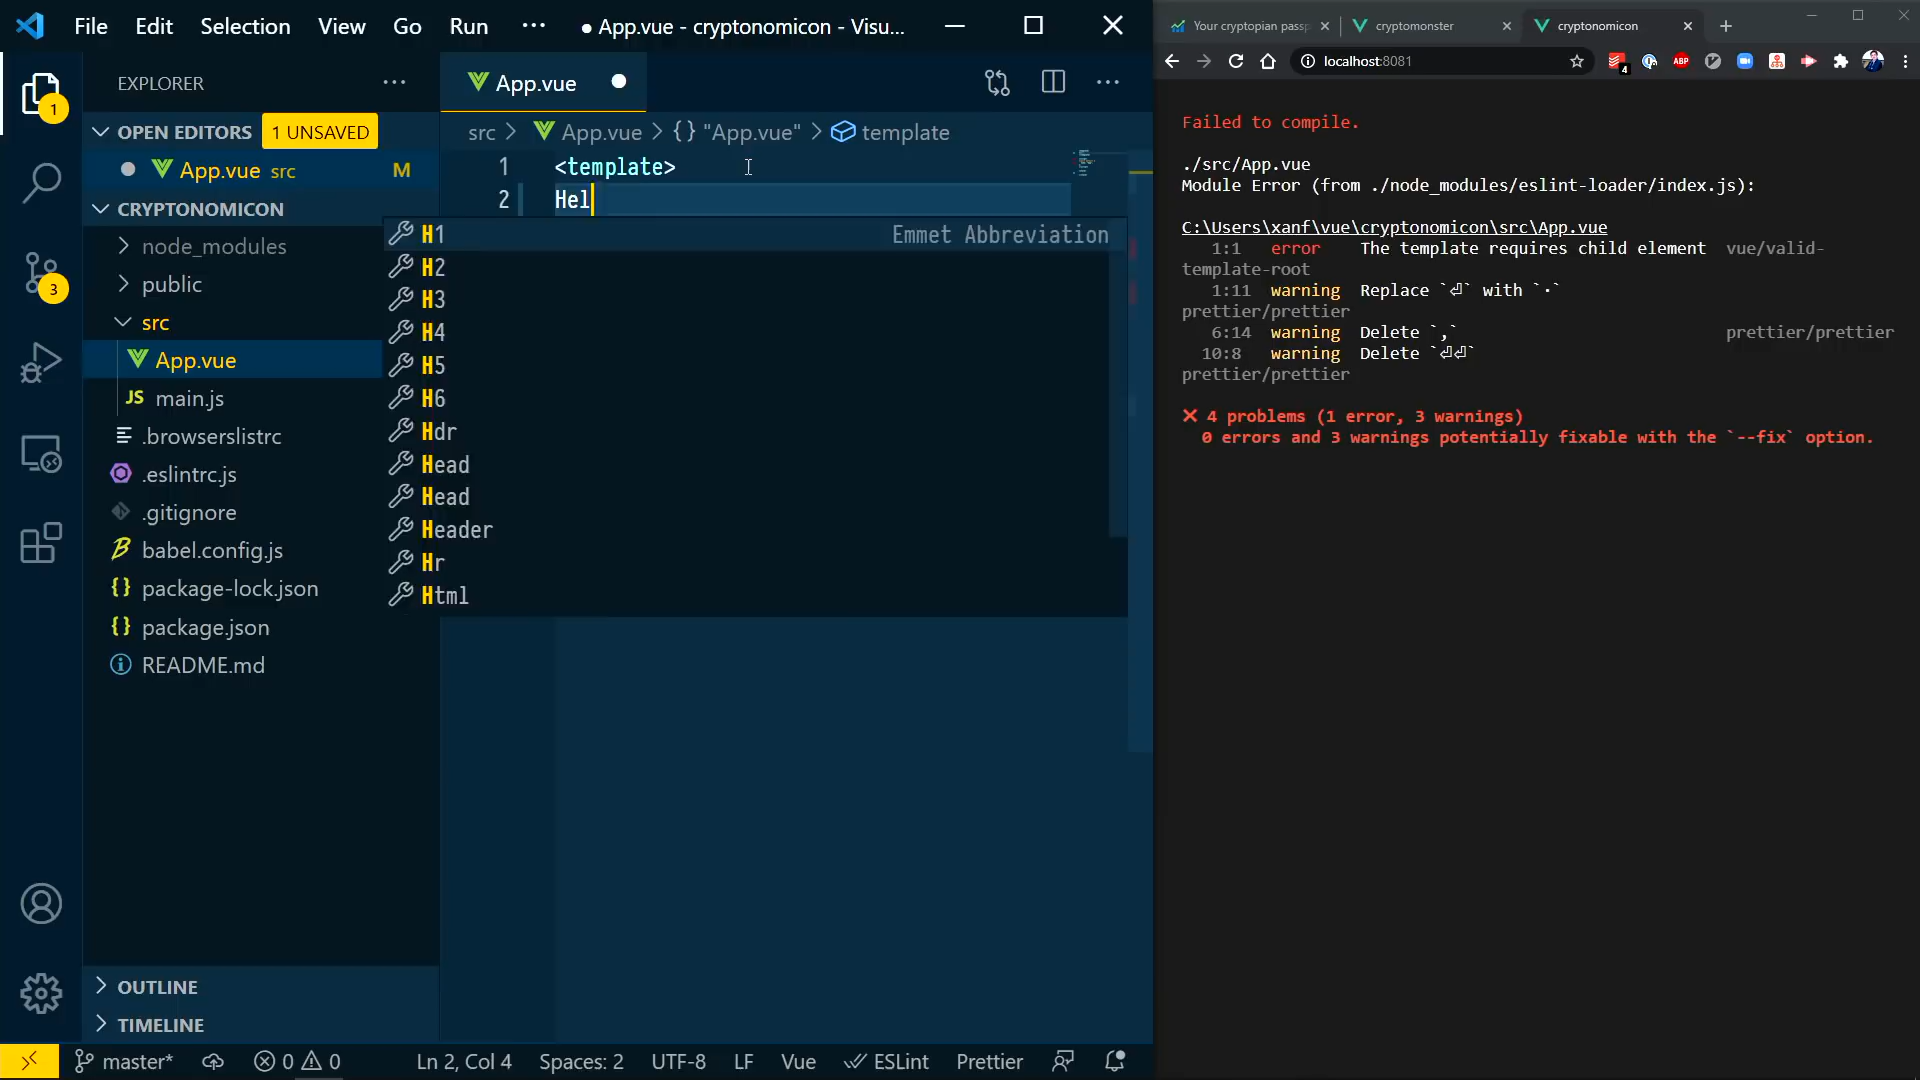 File Edit Selection View Go Run ··· ● App.vue - cryptonomicon - Visu...
EXPLORER
OPEN EDITORS 1 UNSAVED
App.vue src M
CRYPTONOMICON
node_modules
public
src
App.vue
JS main.js
.browserslistrc
.eslintrc.js
.gitignore
babel.config.js
{} package-lock.json
{} package.json
README.md
OUTLINE
TIMELINE
1
3
App.vue
src > App.vue > {} "App.vue" > template
1 <template>
2 Hel
H1 Emmet Abbreviation
H2
H3
H4
H5
H6
Hdr
Head
Head
Header
Hr
Html
master* 0 0 Ln 2, Col 4 Spaces: 2 UTF-8 LF Vue ESLint Prettier
Your cryptopian passp cryptomonster cryptonomicon
localhost:8081
4 ABP
Failed to compile.
./src/App.vue
Module Error (from ./node_modules/eslint-loader/index.js):
C:\Users\xanf\vue\cryptonomicon\src\App.vue
1:1 error The template requires child element vue/valid-
template-root
1:11 warning Replace `⏎` with `·`
prettier/prettier
6:14 warning Delete `,` prettier/prettier
10:8 warning Delete `⏎⏎`
prettier/prettier
✕ 4 problems (1 error, 3 warnings)
0 errors and 3 warnings potentially fixable with the `--fix` option.